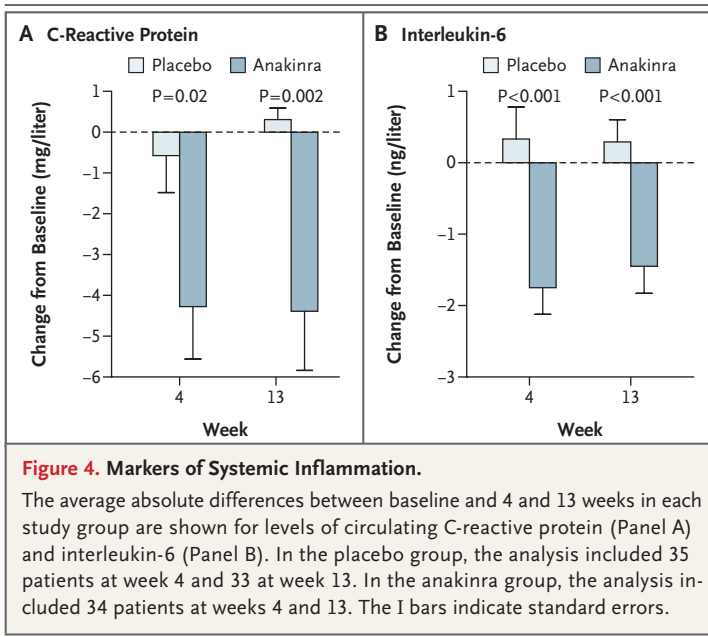 A C-Reactive Protein
Placebo Anakinra
P=0.02 P=0.002
Change from Baseline (mg/liter)
1
0
–1
–2
–3
–4
–5
–6
4 13
Week
B Interleukin-6
Placebo Anakinra
P<0.001 P<0.001
Change from Baseline (ng/liter)
1
0
–1
–2
–3
4 13
Week
Figure 4. Markers of Systemic Inflammation.
The average absolute differences between baseline and 4 and 13 weeks in each
study group are shown for levels of circulating C-reactive protein (Panel A)
and interleukin-6 (Panel B). In the placebo group, the analysis included 35
patients at week 4 and 33 at week 13. In the anakinra group, the analysis in-
cluded 34 patients at weeks 4 and 13. The I bars indicate standard errors.